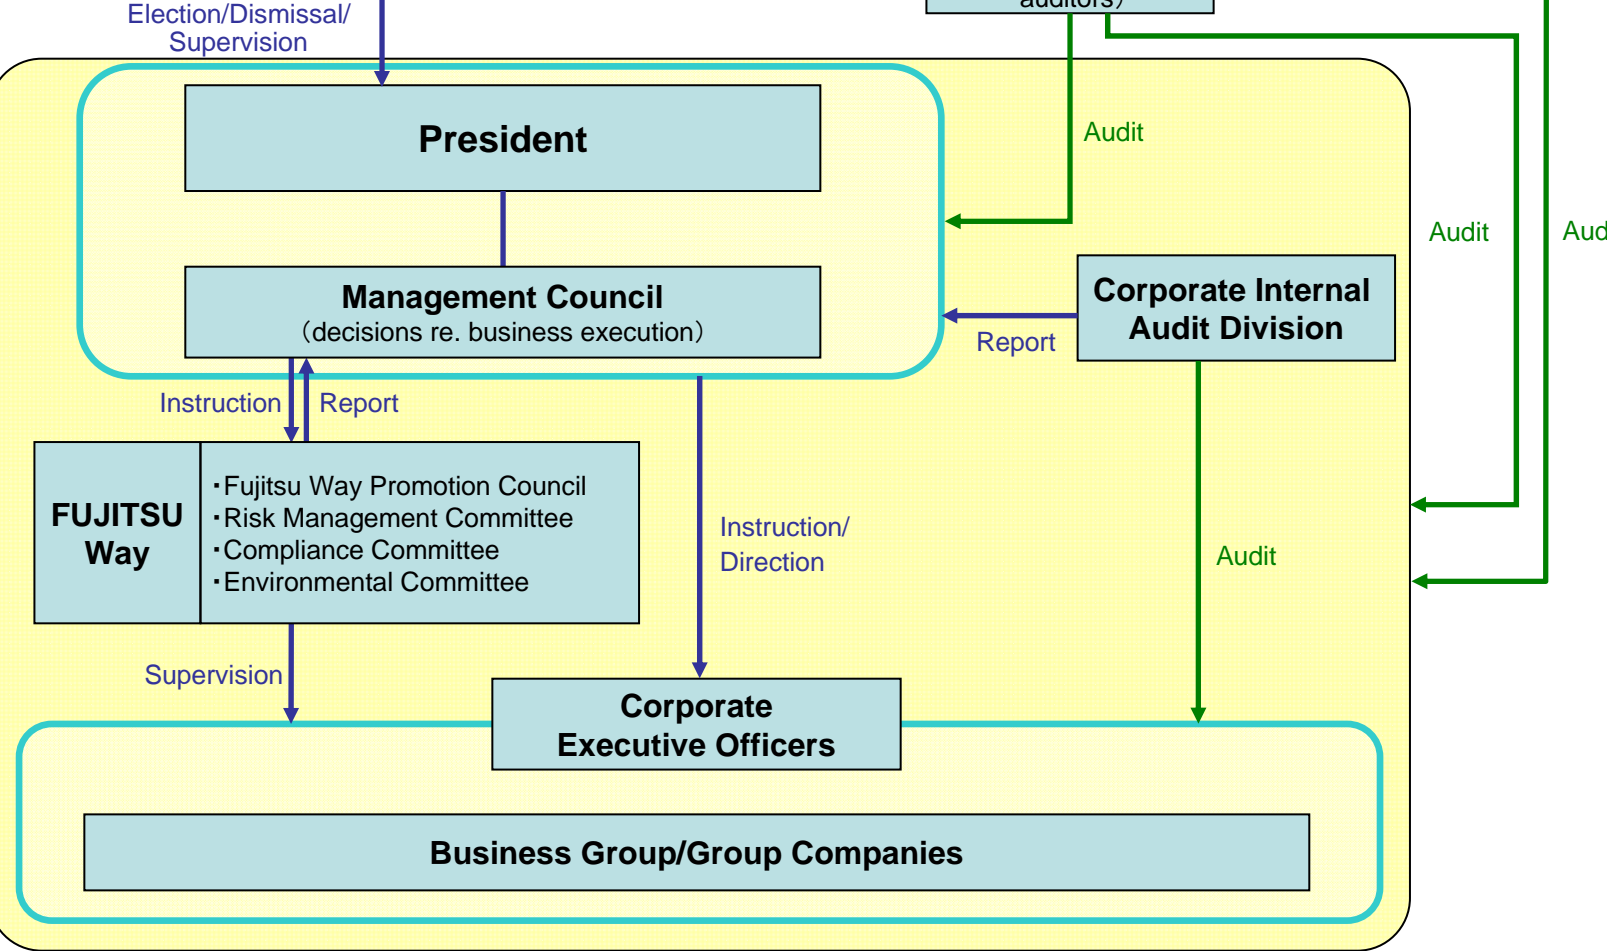 Election/Dismissal/
Supervision
auditors）
President
Audit
Audit
Management Council
（decisions re. business execution）
Corporate Internal
Audit Division
Report
Instruction
Report
FUJITSU
Way
・Fujitsu Way Promotion Council
・Risk Management Committee
・Compliance Committee
・Environmental Committee
Instruction/
Direction
Audit
Supervision
Corporate
Executive Officers
Business Group/Group Companies